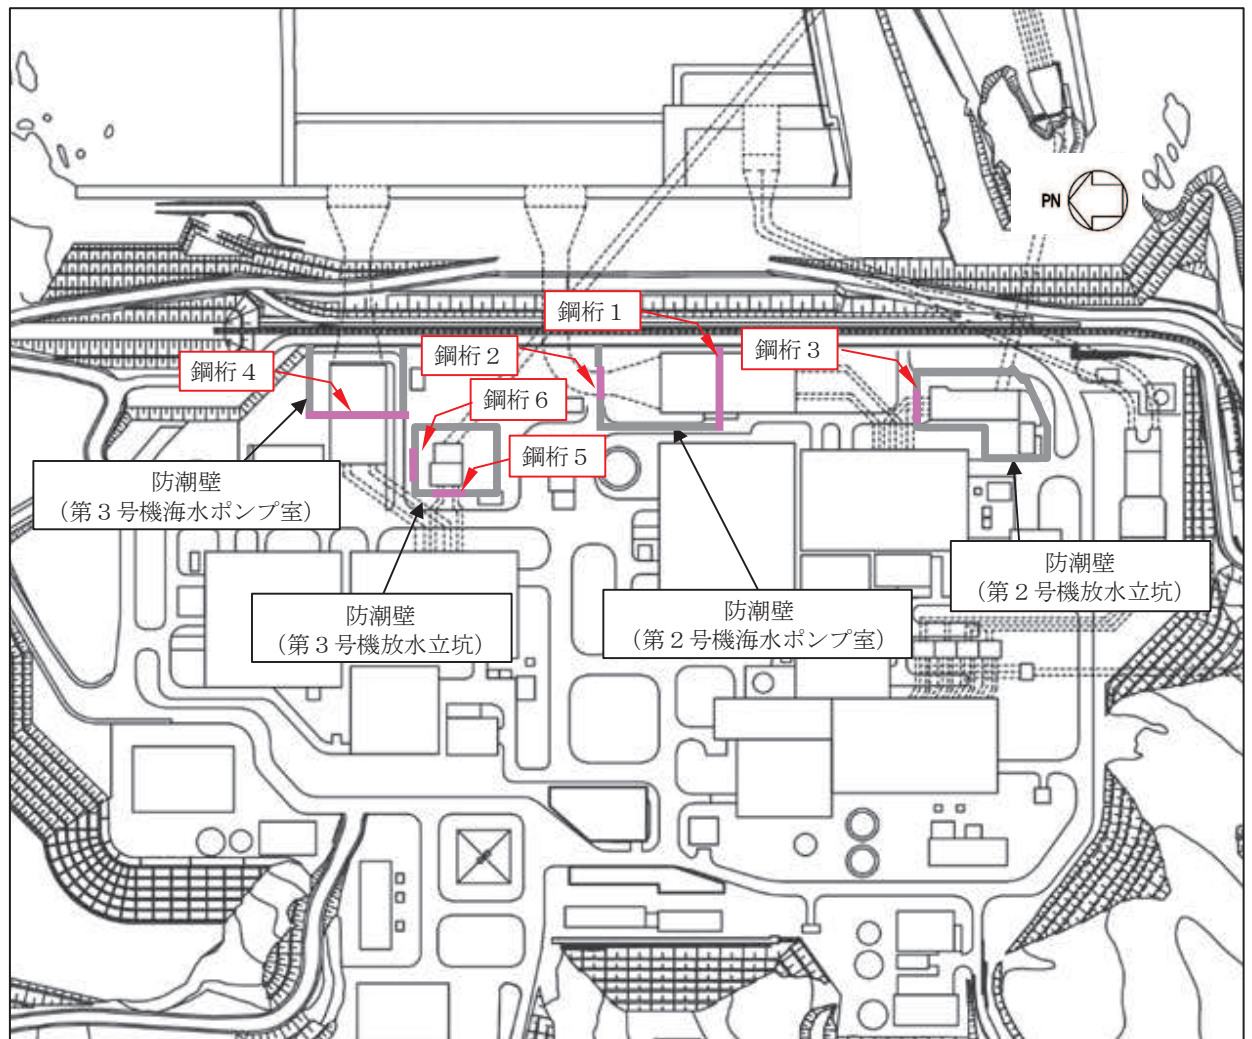 PN
鋼桁１
鋼桁２
鋼桁３
鋼桁４
鋼桁６
鋼桁５
防潮壁
（第３号機海水ポンプ室）
防潮壁
（第２号機放水立坑）
防潮壁
（第３号機放水立坑）
防潮壁
（第２号機海水ポンプ室）